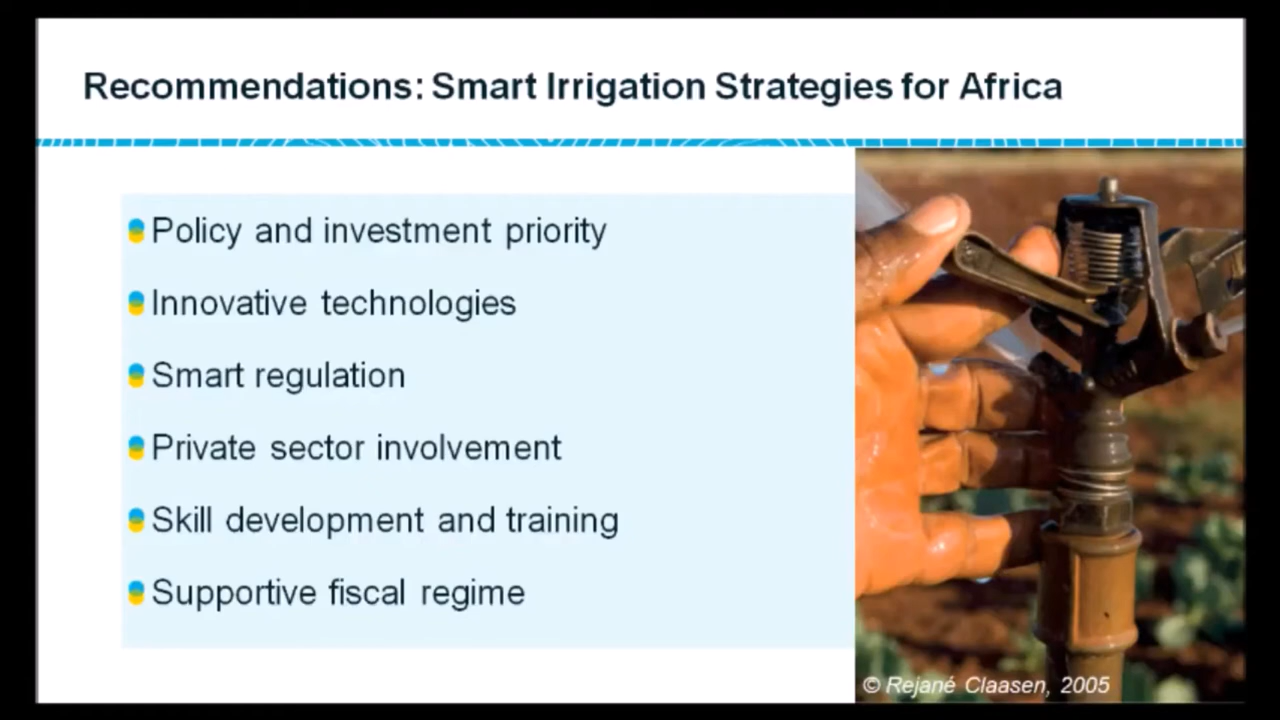 Recommendations: Smart Irrigation Strategies for Africa
Policy and investment priority
Innovative technologies
Smart regulation
Private sector involvement
Skill development and training
Supportive fiscal regime
© Rejané Claasen, 2005